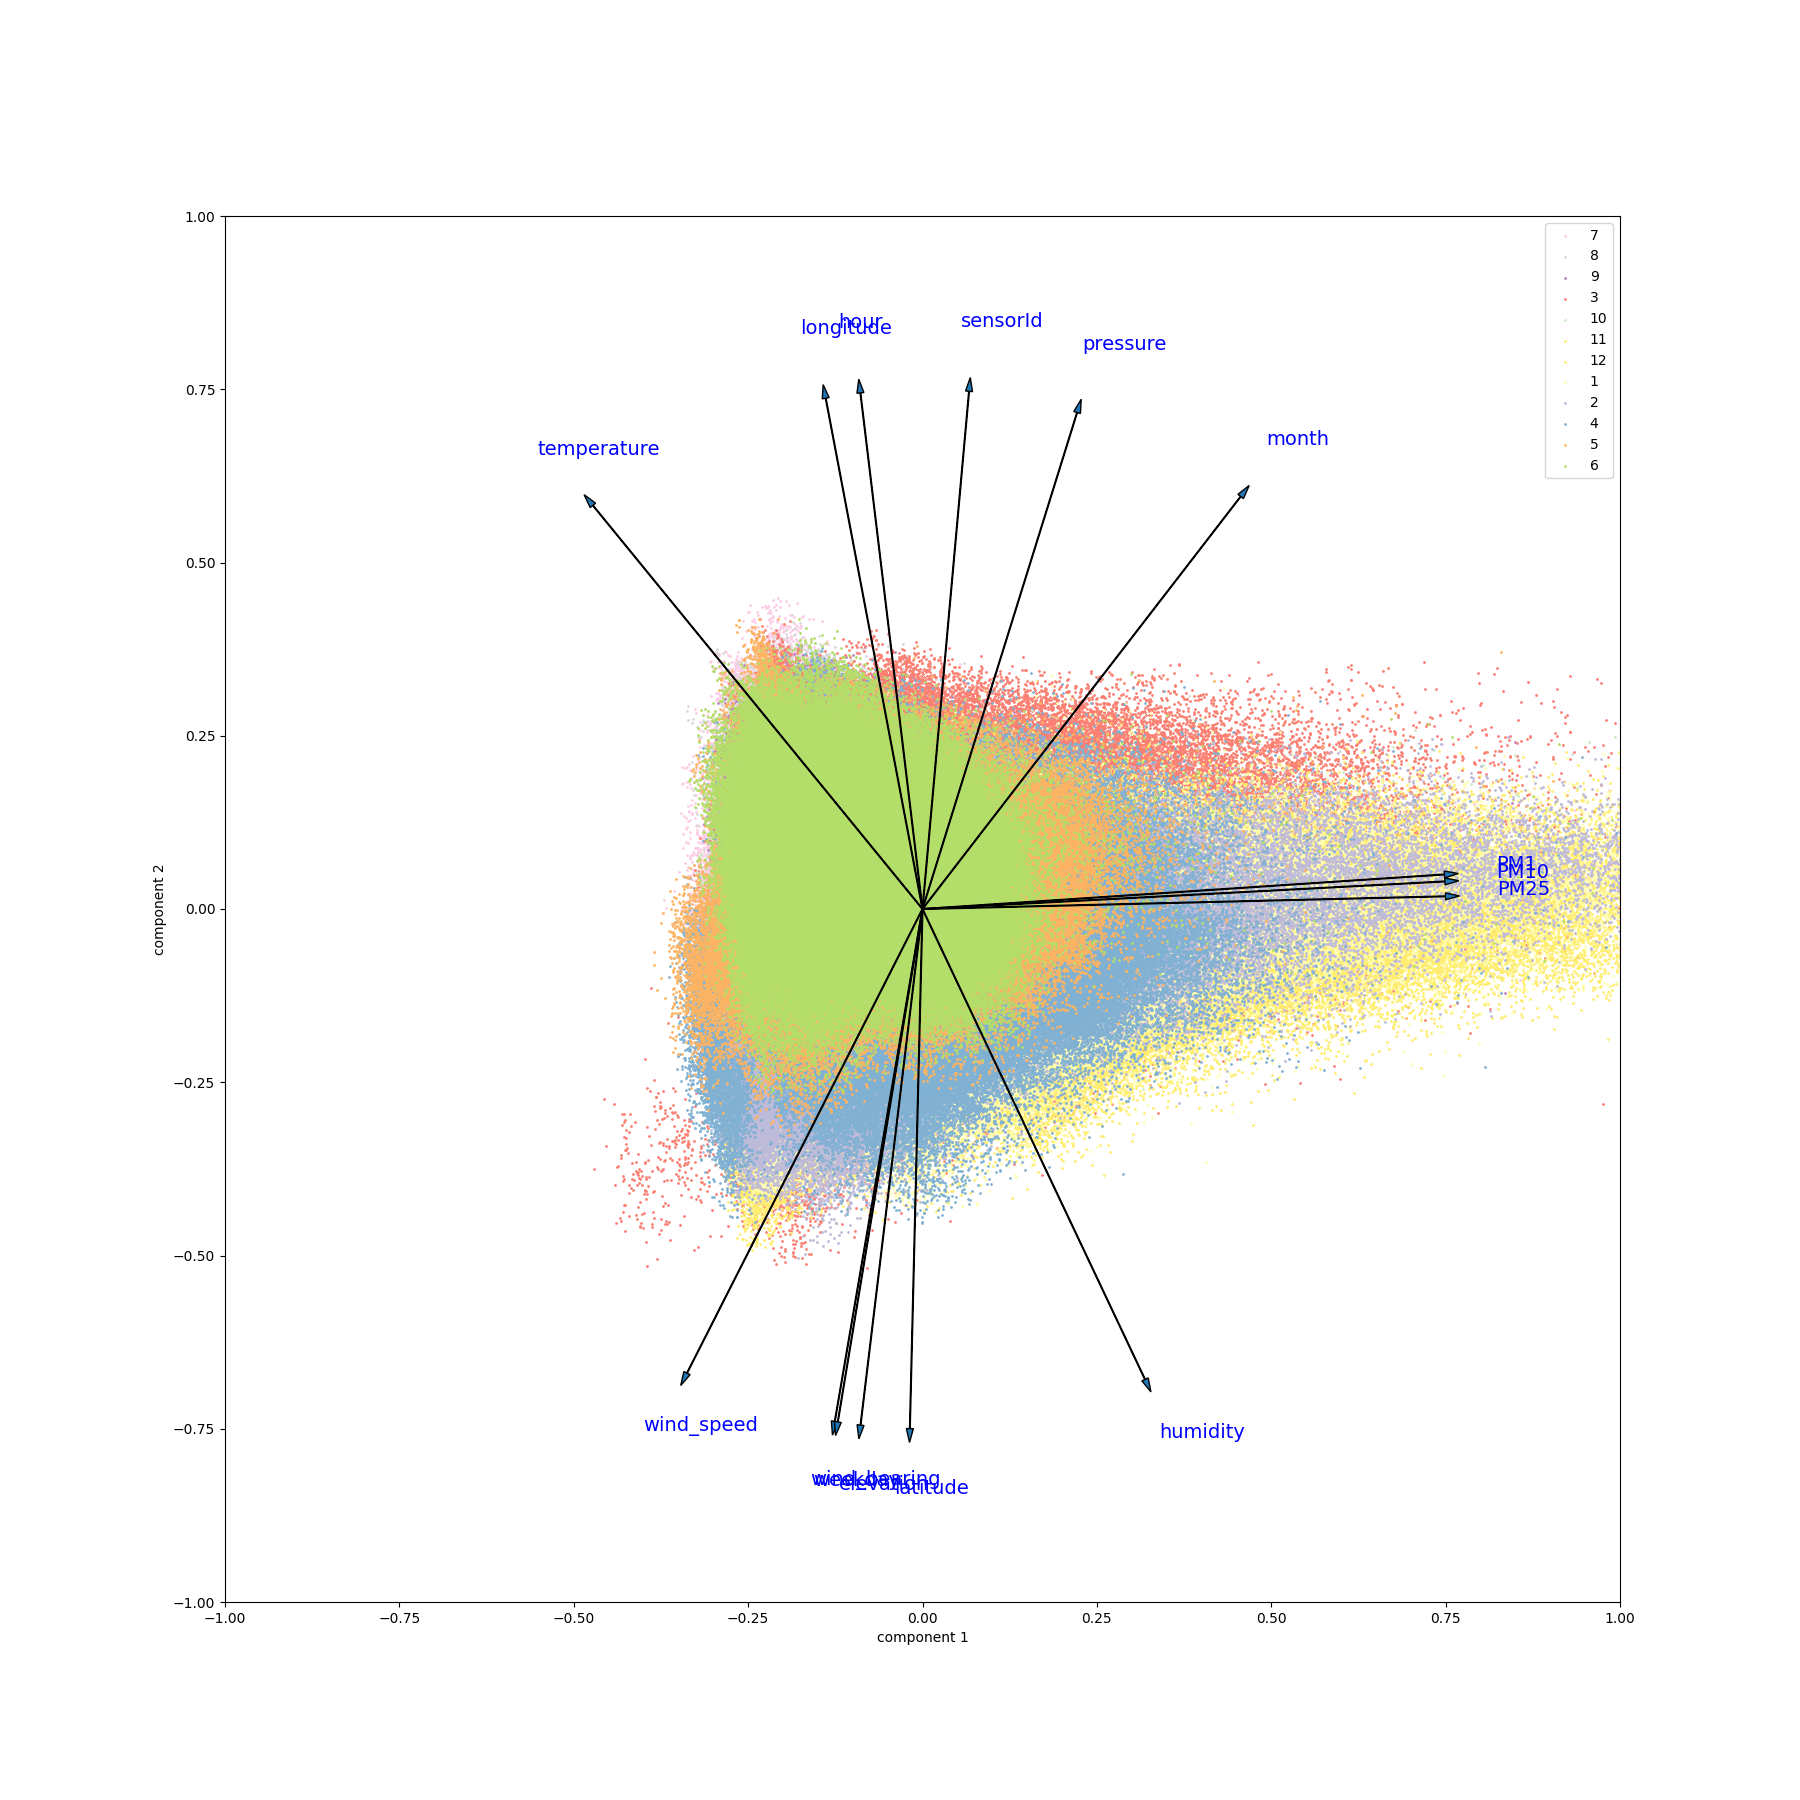 1.00
0.75
0.50
0.25
0.00
−0.25
−0.50
−0.75
−1.00
−1.00
−0.75
−0.50
−0.25
0.00
0.25
0.50
0.75
1.00
component 1
component 2
7
8
9
3
10
11
12
1
2
4
5
6
hour
longitude
sensorId
pressure
month
temperature
PM1
PM10
PM25
wind_speed
humidity
wind_bearing
weekday
elevation
latitude